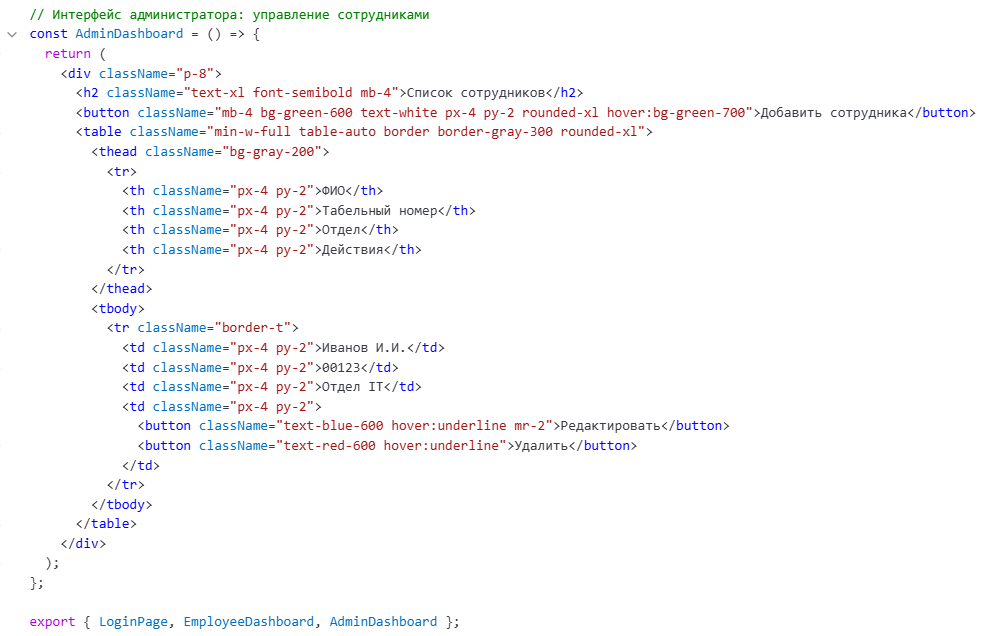 // Интерфейс администратора: управление сотрудниками
const AdminDashboard = () => {
  return (
    <div className="p-8">
      <h2 className="text-xl font-semibold mb-4">Список сотрудников</h2>
      <button className="mb-4 bg-green-600 text-white px-4 py-2 rounded-xl hover:bg-green-700">Добавить сотрудника</button>
      <table className="min-w-full table-auto border border-gray-300 rounded-xl">
        <thead className="bg-gray-200">
          <tr>
            <th className="px-4 py-2">ФИО</th>
            <th className="px-4 py-2">Табельный номер</th>
            <th className="px-4 py-2">Отдел</th>
            <th className="px-4 py-2">Действия</th>
          </tr>
        </thead>
        <tbody>
          <tr className="border-t">
            <td className="px-4 py-2">Иванов И.И.</td>
            <td className="px-4 py-2">00123</td>
            <td className="px-4 py-2">Отдел IT</td>
            <td className="px-4 py-2">
              <button className="text-blue-600 hover:underline mr-2">Редактировать</button>
              <button className="text-red-600 hover:underline">Удалить</button>
            </td>
          </tr>
        </tbody>
      </table>
    </div>
  );
};

export { LoginPage, EmployeeDashboard, AdminDashboard };